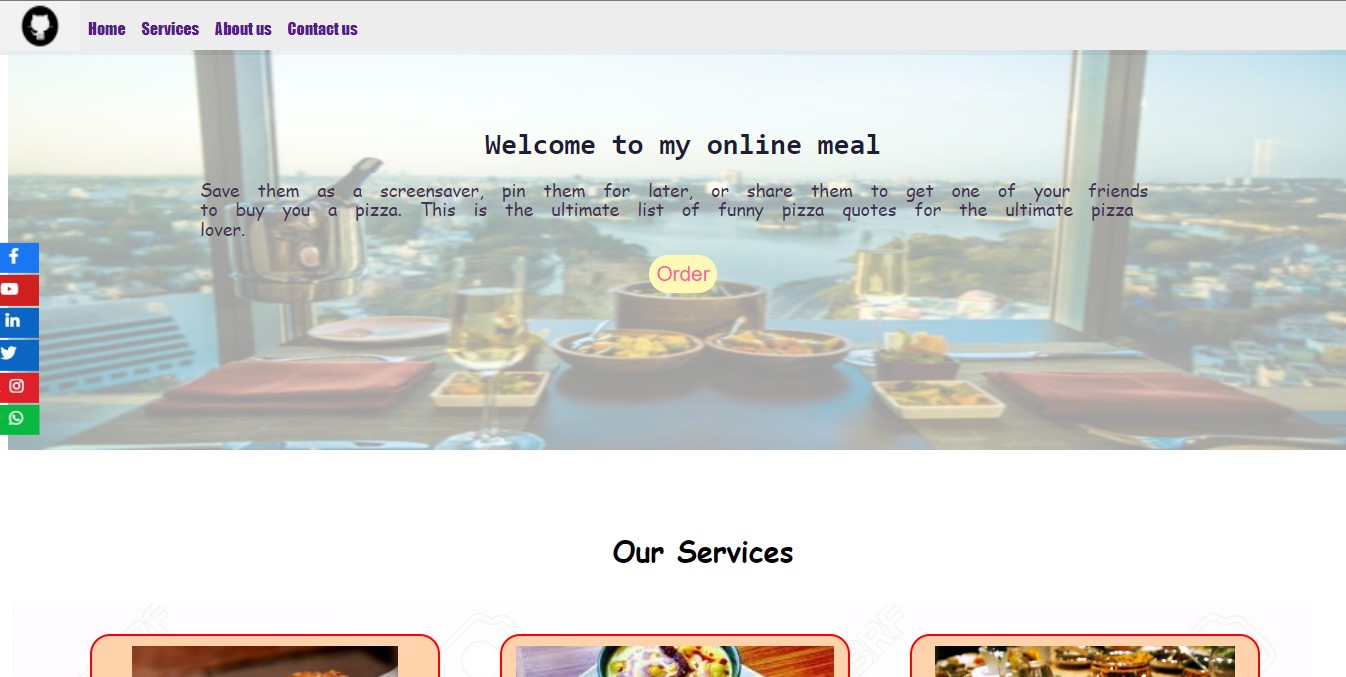 Home Services About us Contact us
Welcome to my online meal
Save them as a screensaver, pin them for later, or share them to get one of your friends
to buy you a pizza. This is the ultimate list of funny pizza quotes for the ultimate pizza
lover.
Order
Our Services